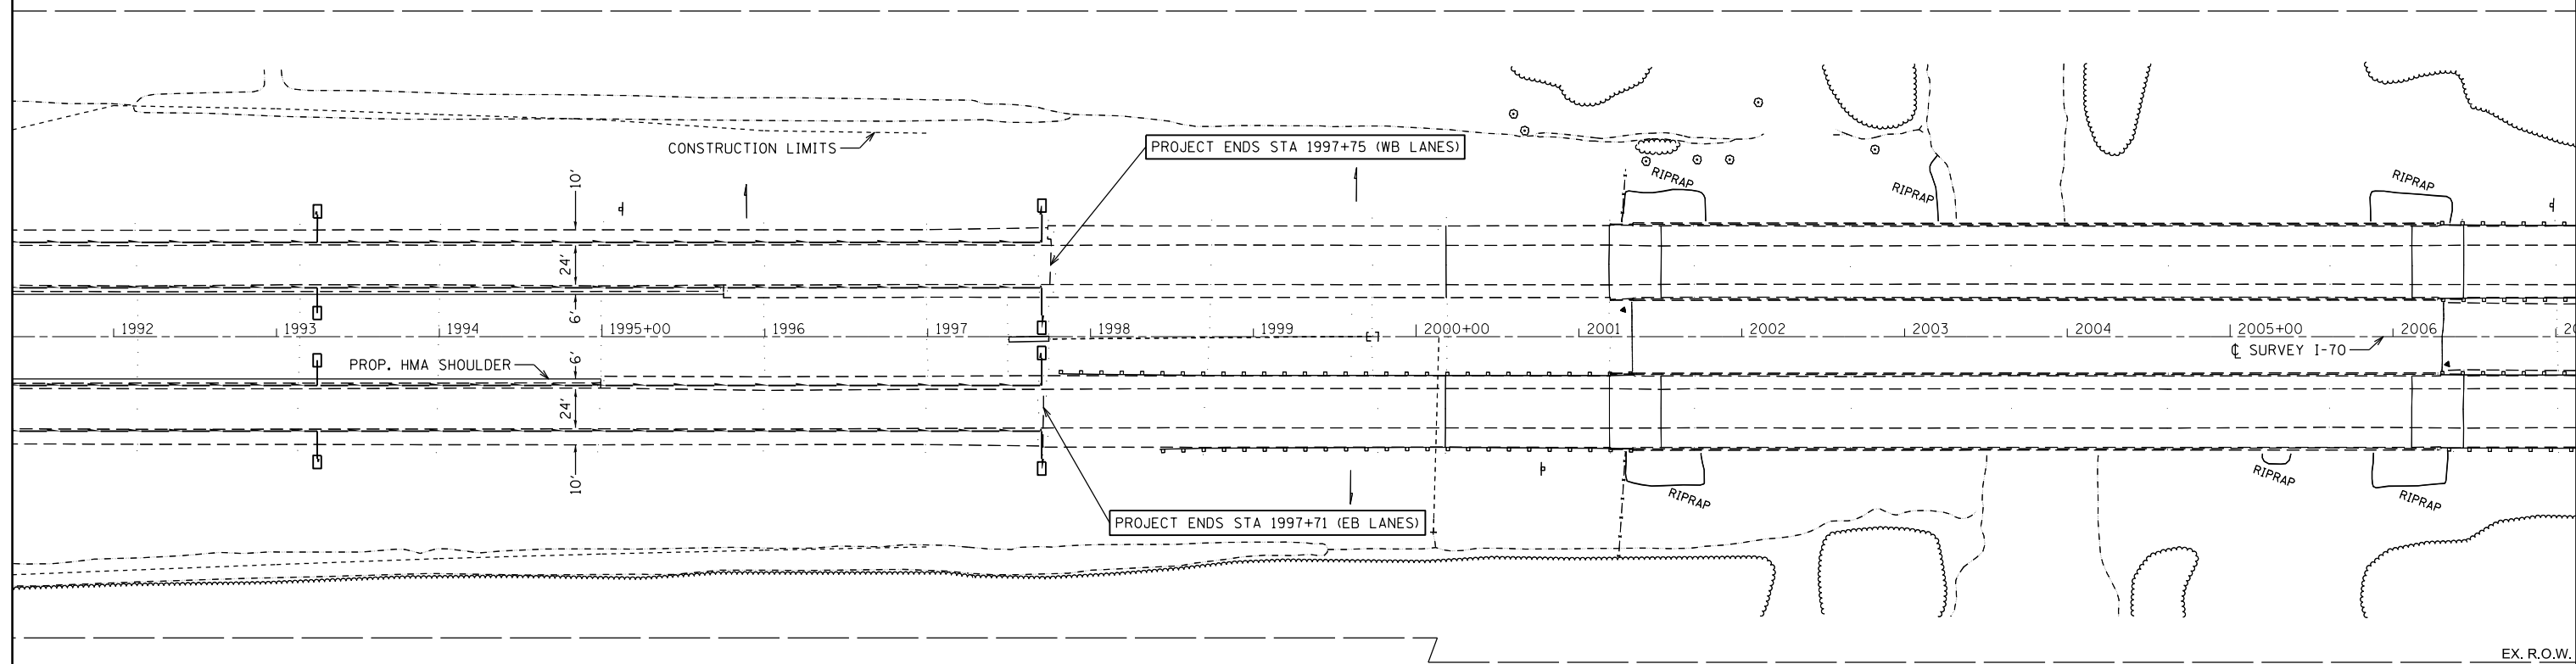 CONSTRUCTION LIMITS
PROJECT ENDS STA 1997+75 (WB LANES)
RIPRAP
RIPRAP
RIPRAP
10'
24'
6'
1992
1993
1994
1995+00
1996
1997
1998
1999
2000+00
2001
2002
2003
2004
2005+00
2006
℄ SURVEY I-70
PROP. HMA SHOULDER
6'
24'
10'
RIPRAP
RIPRAP
RIPRAP
PROJECT ENDS STA 1997+71 (EB LANES)
EX. R.O.W.